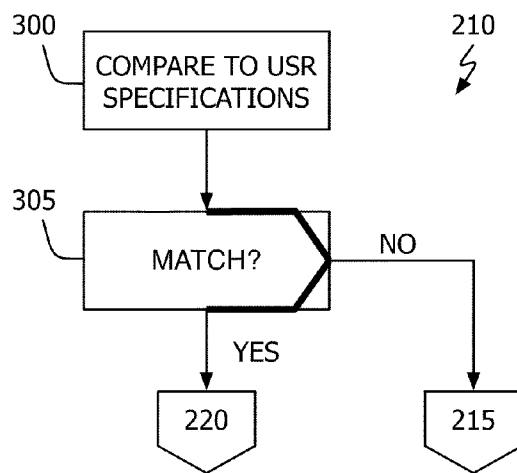 300
210
COMPARE TO USR
SPECIFICATIONS
305
MATCH?
NO
YES
220
215